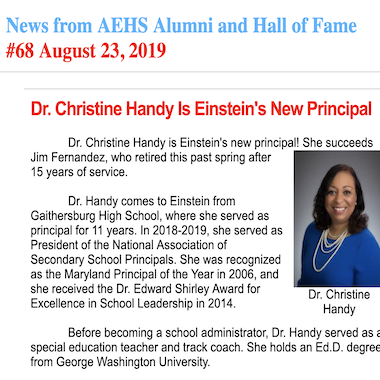 News from AEHS Alumni and Hall of Fame
#68 August 23, 2019
Dr. Christine Handy Is Einstein's New Principal
Dr. Christine Handy is Einstein's new principal! She succeeds
Jim Fernandez, who retired this past spring after
15 years of service.
Dr. Handy comes to Einstein from
Gaithersburg High School, where she served as
principal for 11 years. In 2018-2019, she served as
President of the National Association of
Secondary School Principals. She was recognized
as the Maryland Principal of the Year in 2006, and
she received the Dr. Edward Shirley Award for
Excellence in School Leadership in 2014.
Dr. Christine
Handy
Before becoming a school administrator, Dr. Handy served as a
special education teacher and track coach. She holds an Ed.D. degree
from George Washington University.